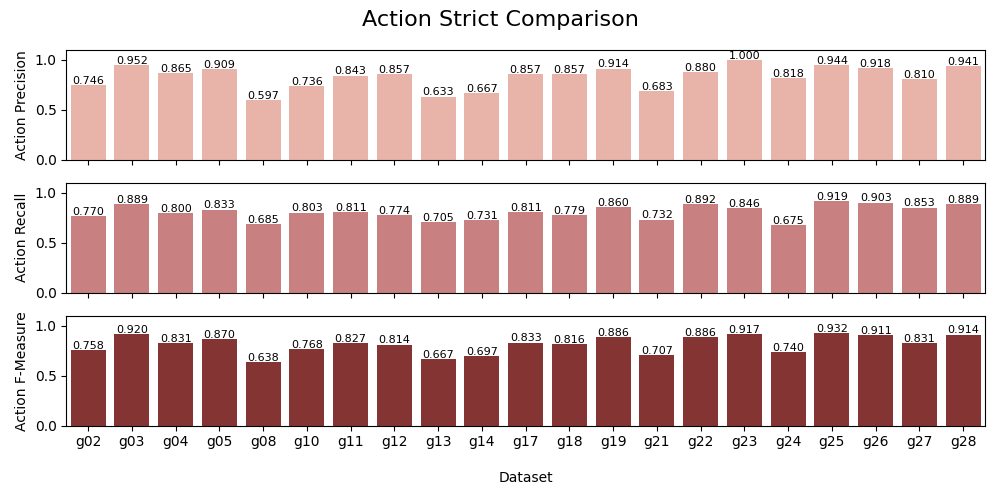 Action Strict Comparison
Action Precision
1.0
0.5
0.0
0.746 0.952 0.865 0.909 0.597 0.736 0.843 0.857 0.633 0.667 0.857 0.857 0.914 0.683 0.880 1.000 0.818 0.944 0.918 0.810 0.941
Action Recall
1.0
0.5
0.0
0.770 0.889 0.800 0.833 0.685 0.803 0.811 0.774 0.705 0.731 0.811 0.779 0.860 0.732 0.892 0.846 0.675 0.919 0.903 0.853 0.889
Action F-Measure
1.0
0.5
0.0
0.758 0.920 0.831 0.870 0.638 0.768 0.827 0.814 0.667 0.697 0.833 0.816 0.886 0.707 0.886 0.917 0.740 0.932 0.911 0.831 0.914
g02 g03 g04 g05 g08 g10 g11 g12 g13 g14 g17 g18 g19 g21 g22 g23 g24 g25 g26 g27 g28
Dataset